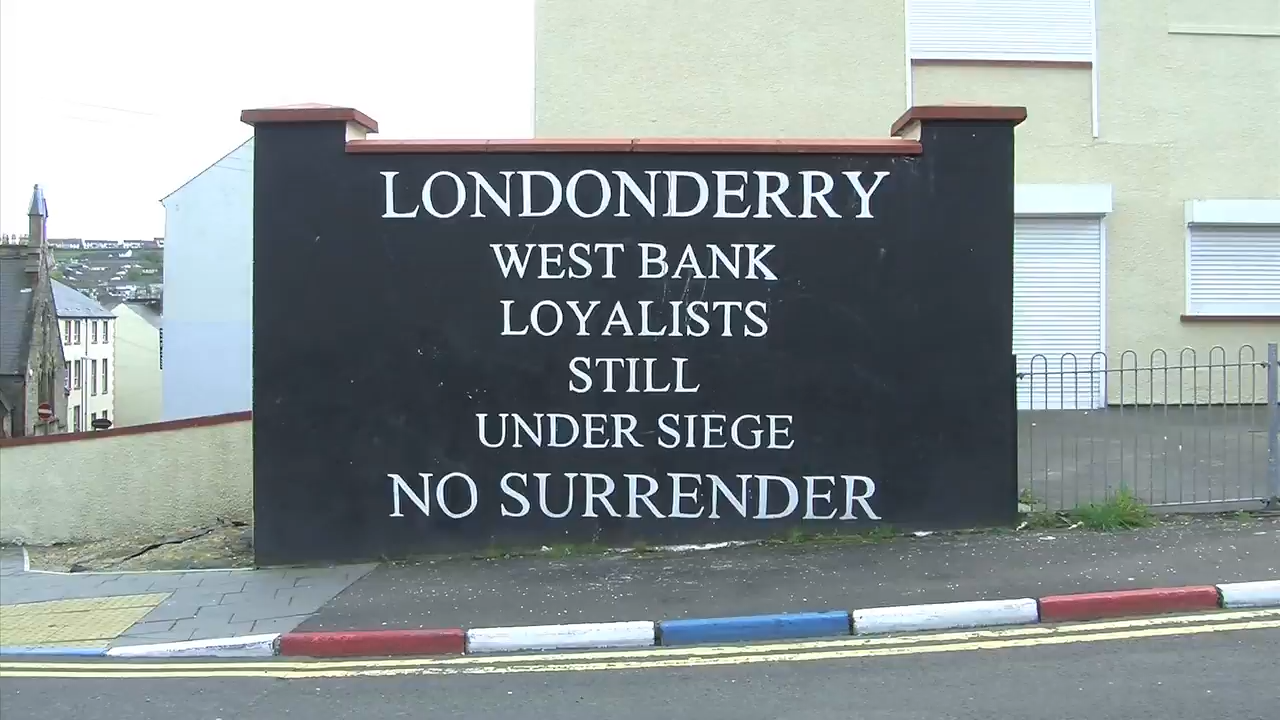 LONDONDERRY
WEST BANK
LOYALISTS
STILL
UNDER SIEGE
NO SURRENDER